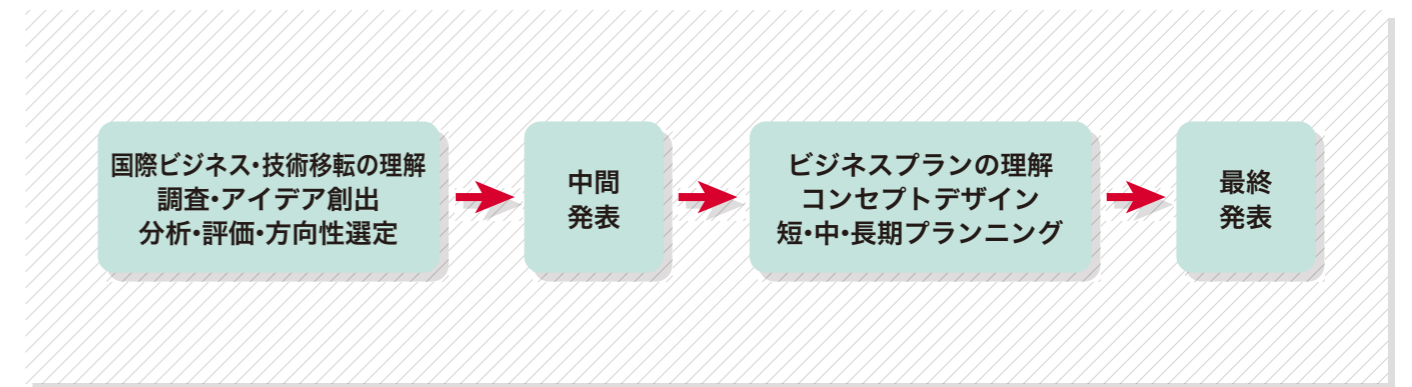 国際ビジネス・技術移転の理解
調査・アイデア創出
分析・評価・方向性選定
中間
発表
ビジネスプランの理解
コンセプトデザイン
短・中・長期プランニング
最終
発表